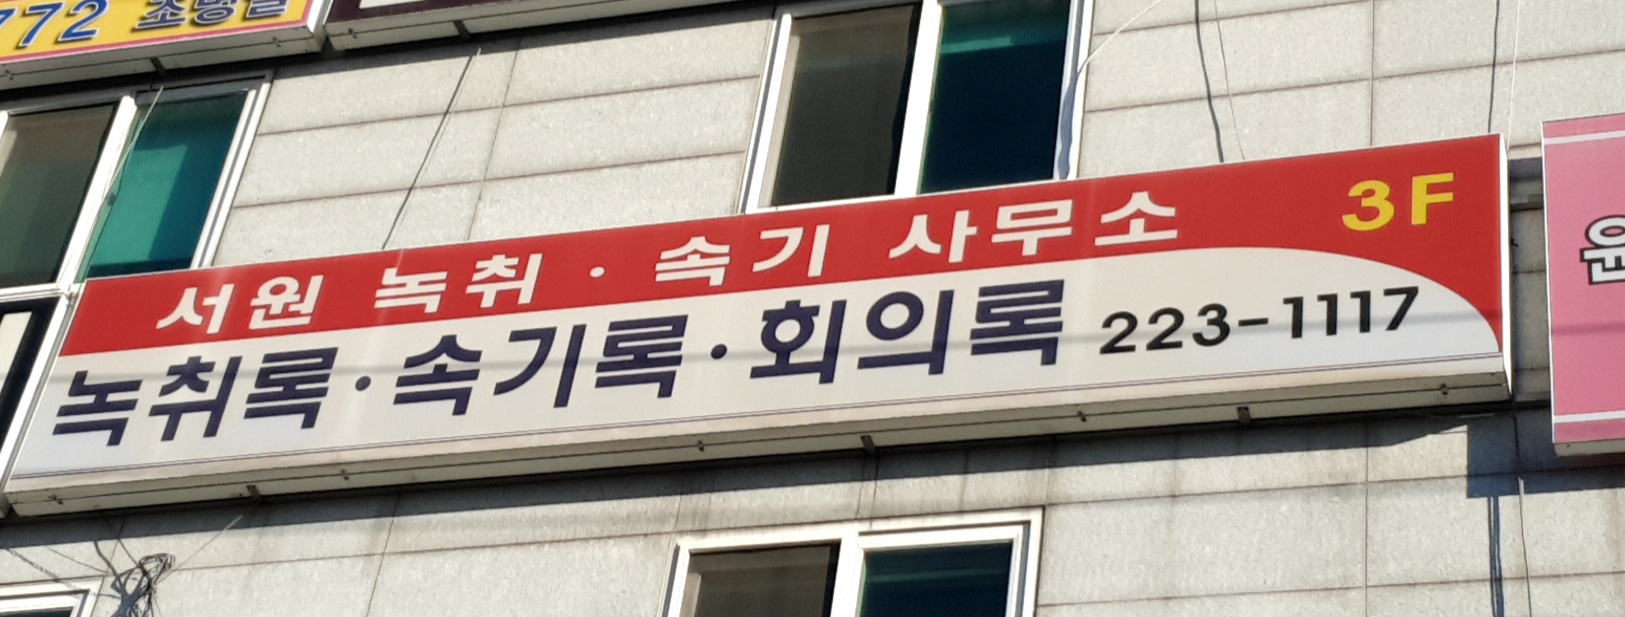 772
서원 녹취 · 속기 사무소 3F
녹취록 · 속기록 · 회의록 223-1117
윤